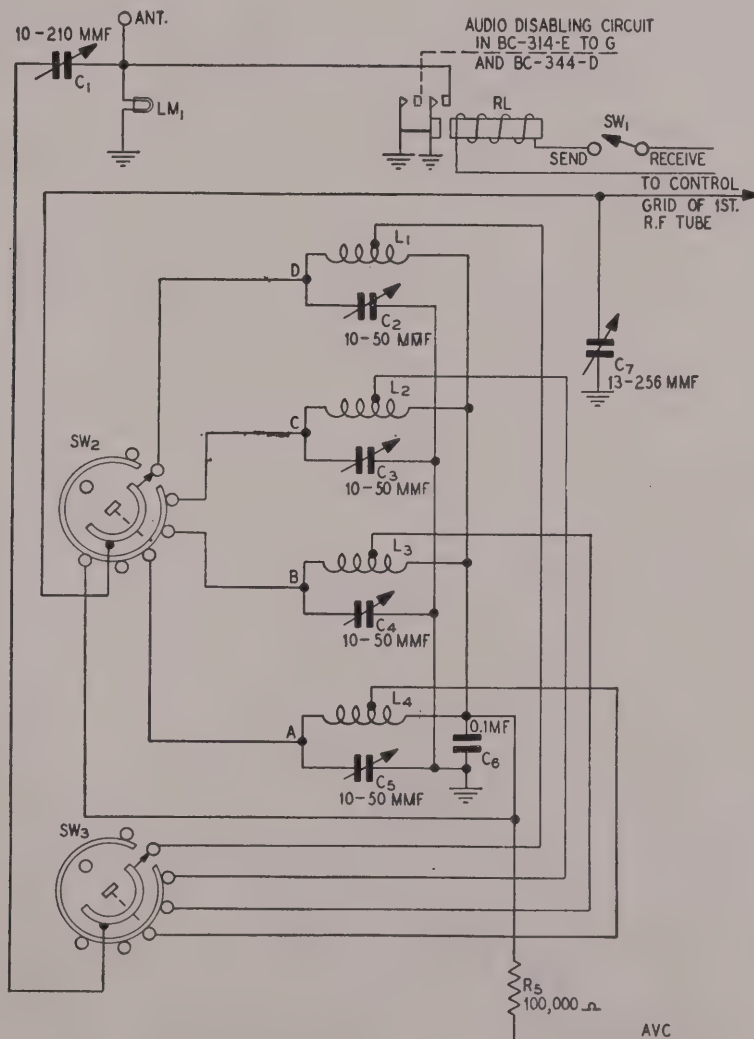 ANT.
10-210 MMF
C1
LM1
AUDIO DISABLING CIRCUIT
IN BC-314-E TO G
AND BC-344-D
RL
SW1
SEND
RECEIVE
TO CONTROL
GRID OF 1ST.
R.F TUBE
L1
D
C2
10-50 MMF
C7
13-256 MMF
L2
C
C3
10-50 MMF
SW2
L3
B
C4
10-50 MMF
L4
A
0.1MF
C6
C5
10-50 MMF
SW3
R5
100,000 Ω
AVC